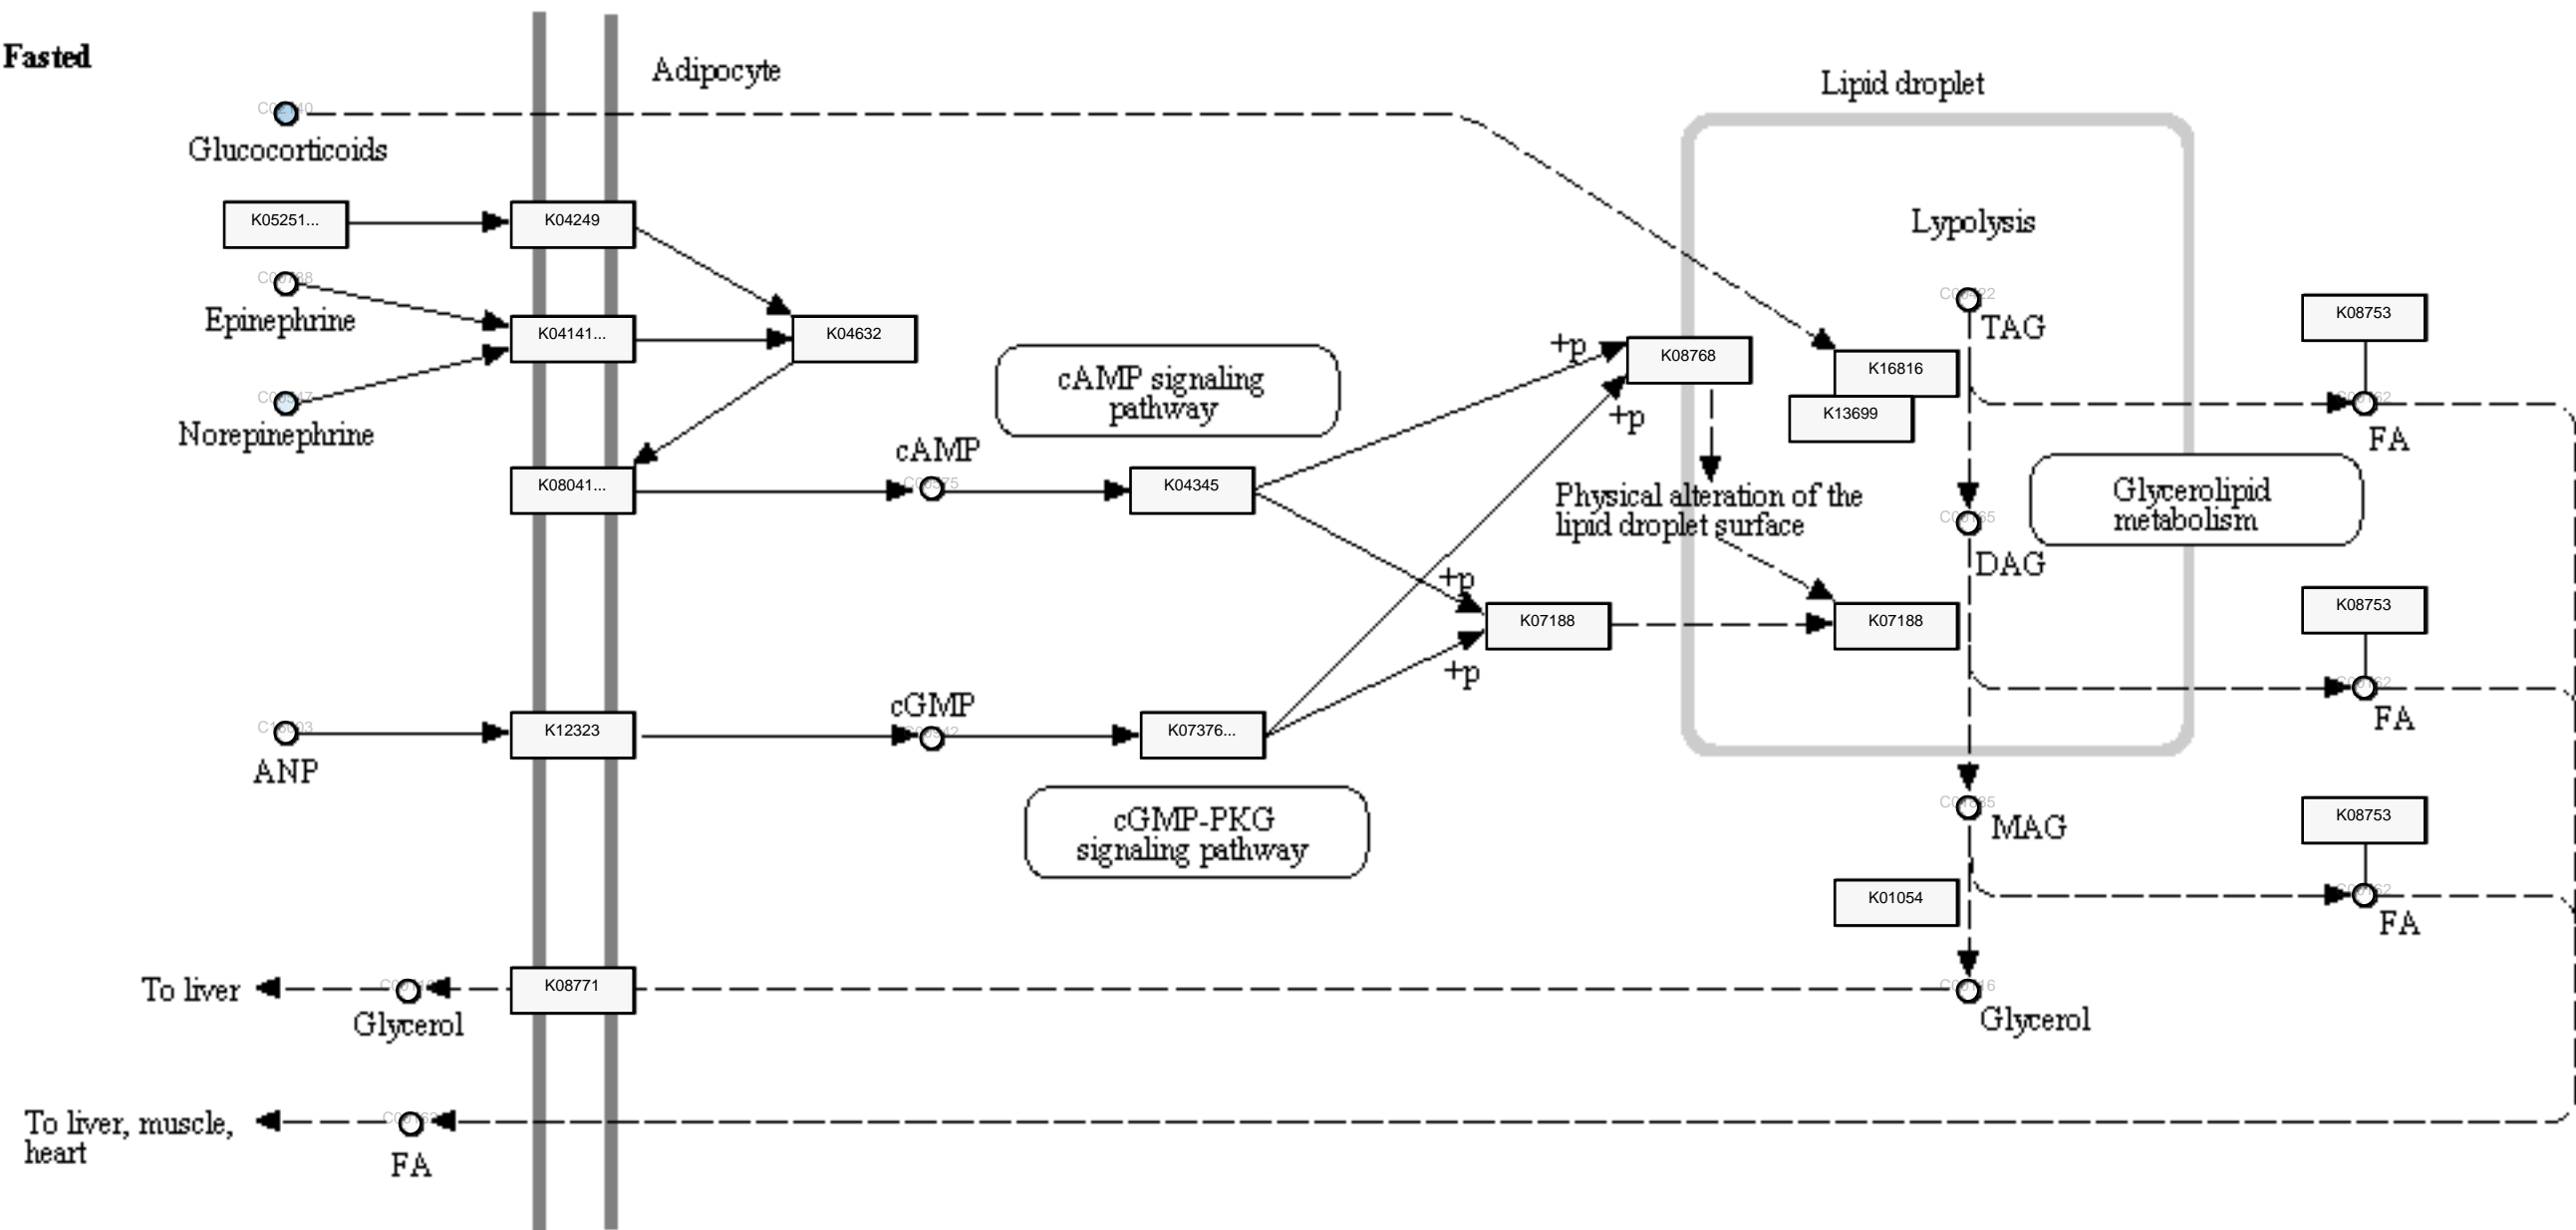 Fasted
Adipocyte
Lipid droplet
Glucocorticoids
Lypolysis
K05251...
K04249
Epinephrine
K04141...
K04632
TAG
K08753
+p
K08768
K16816
cAMP signaling
pathway
K13699
+p
Norepinephrine
FA
cAMP
K08041...
K04345
Physical alteration of the
lipid droplet surface
Glycerolipid
metabolism
DAG
+p
K07188
K07188
K08753
+p
FA
cGMP
K12323
K07376...
ANP
cGMP-PKG
signaling pathway
MAG
K08753
K01054
FA
To liver
K08771
Glycerol
Glycerol
To liver, muscle,
heart
FA